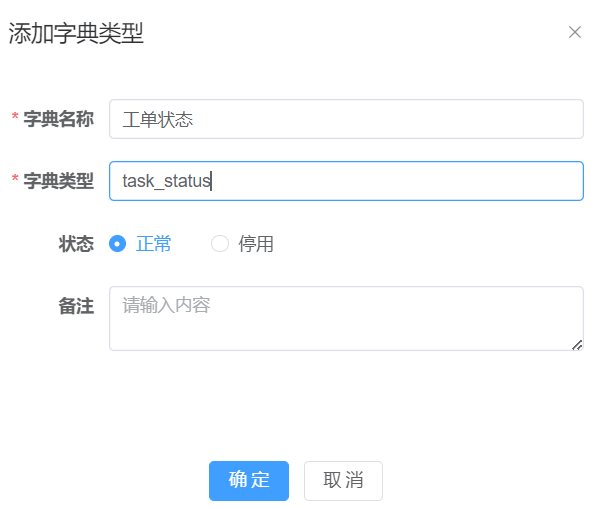 添加字典类型
* 字典名称 工单状态
* 字典类型 task_status
状态 正常 停用
备注 请输入内容
确定 取消